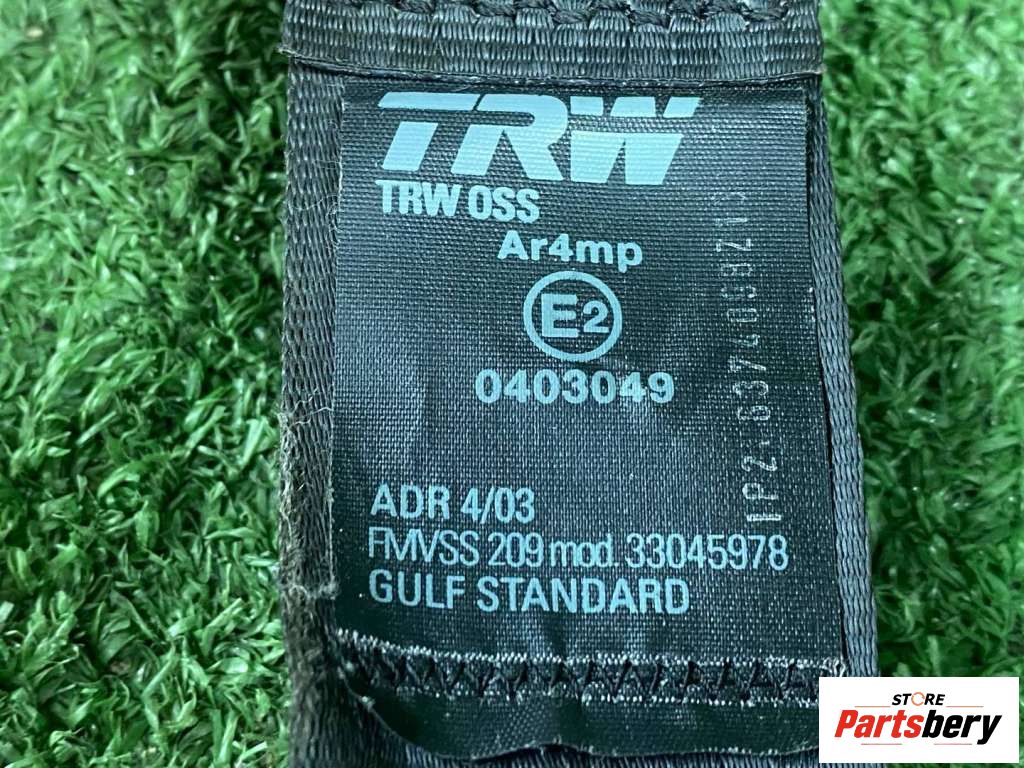 TRW
TRW OSS
Ar4mp
E2
0403049
ADR 4/03
FMVSS 209 mod. 33045978
GULF STANDARD
STORE
Partsbery